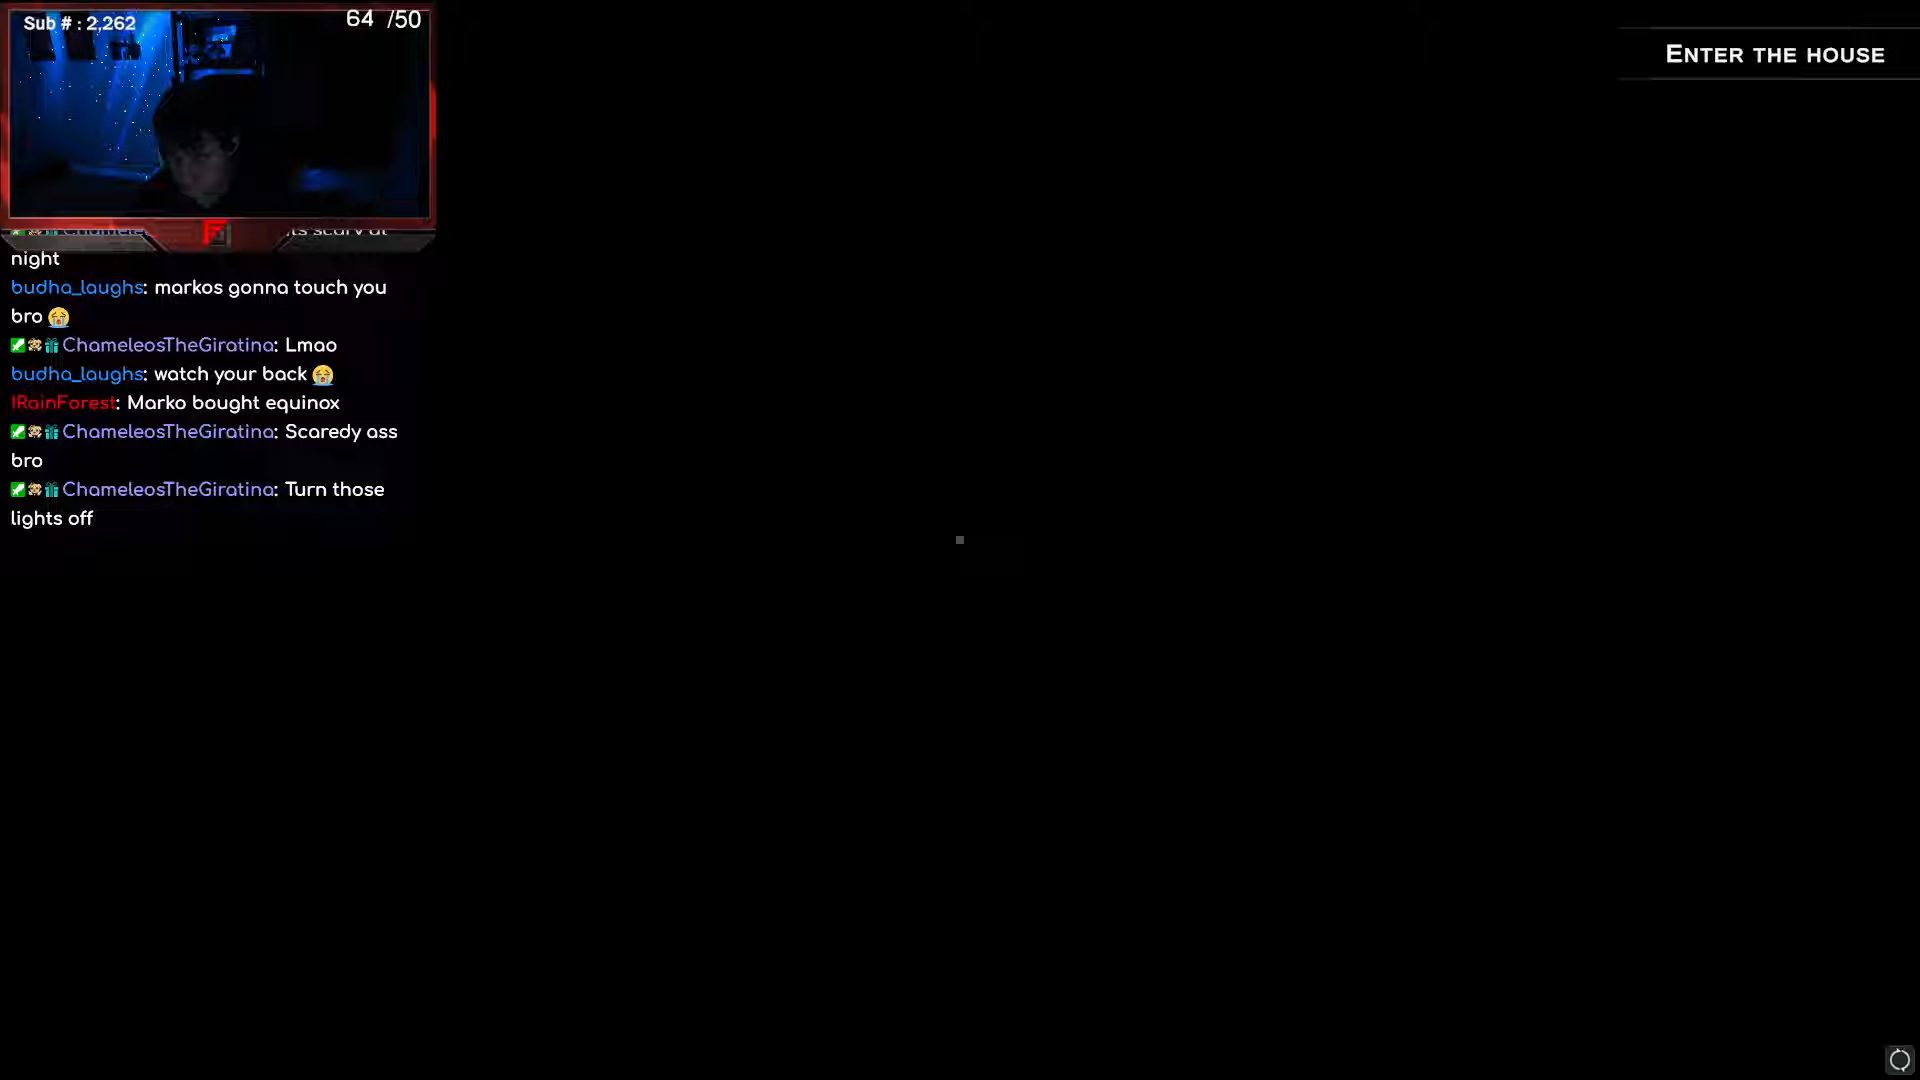 Sub # : 2,262
64 /50
ENTER THE HOUSE
night
budha_laughs: markos gonna touch you
bro 😭
ChameleosTheGiratina: Lmao
budha_laughs: watch your back 😭
IRainForest: Marko bought equinox
ChameleosTheGiratina: Scaredy ass
bro
ChameleosTheGiratina: Turn those
lights off